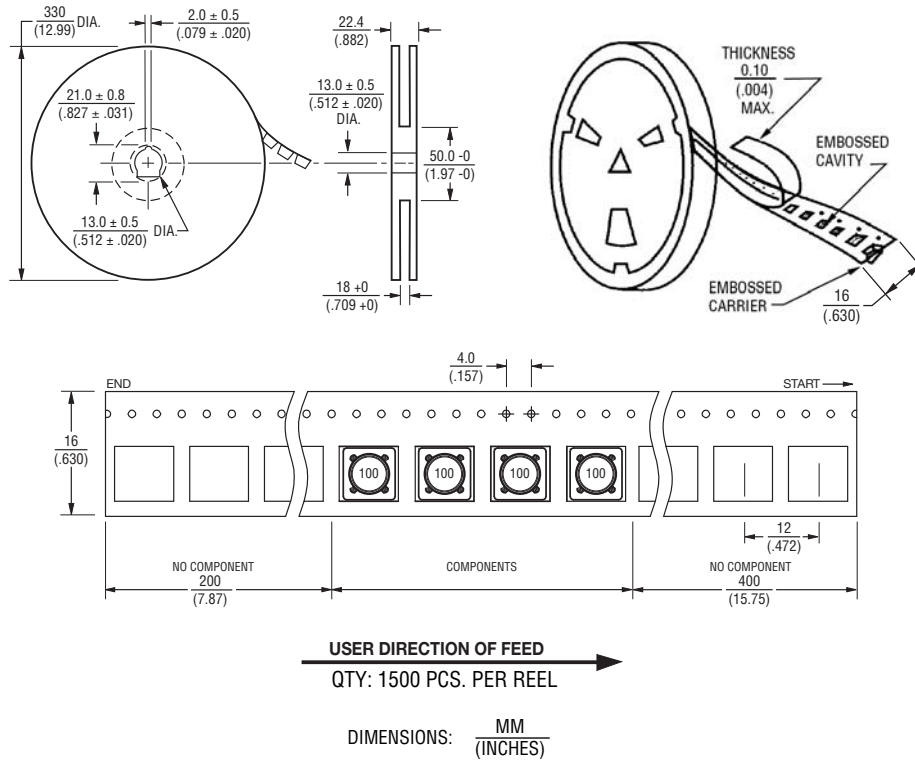 330
(12.99) DIA.
2.0 ± 0.5
(.079 ± .020)
21.0 ± 0.8
(.827 ± .031)
13.0 ± 0.5
(.512 ± .020) DIA.
22.4
(.882)
13.0 ± 0.5
(.512 ± .020)
DIA.
50.0 -0
(1.97 -0)
18 +0
(.709 +0)
THICKNESS
0.10
(.004)
MAX.
EMBOSSED
CAVITY
EMBOSSED
CARRIER
16
(.630)
4.0
(.157)
END
START
16
(.630)
100 100 100 100
12
(.472)
NO COMPONENT
200
(7.87)
COMPONENTS
NO COMPONENT
400
(15.75)
USER DIRECTION OF FEED
QTY: 1500 PCS. PER REEL
DIMENSIONS: MM
(INCHES)